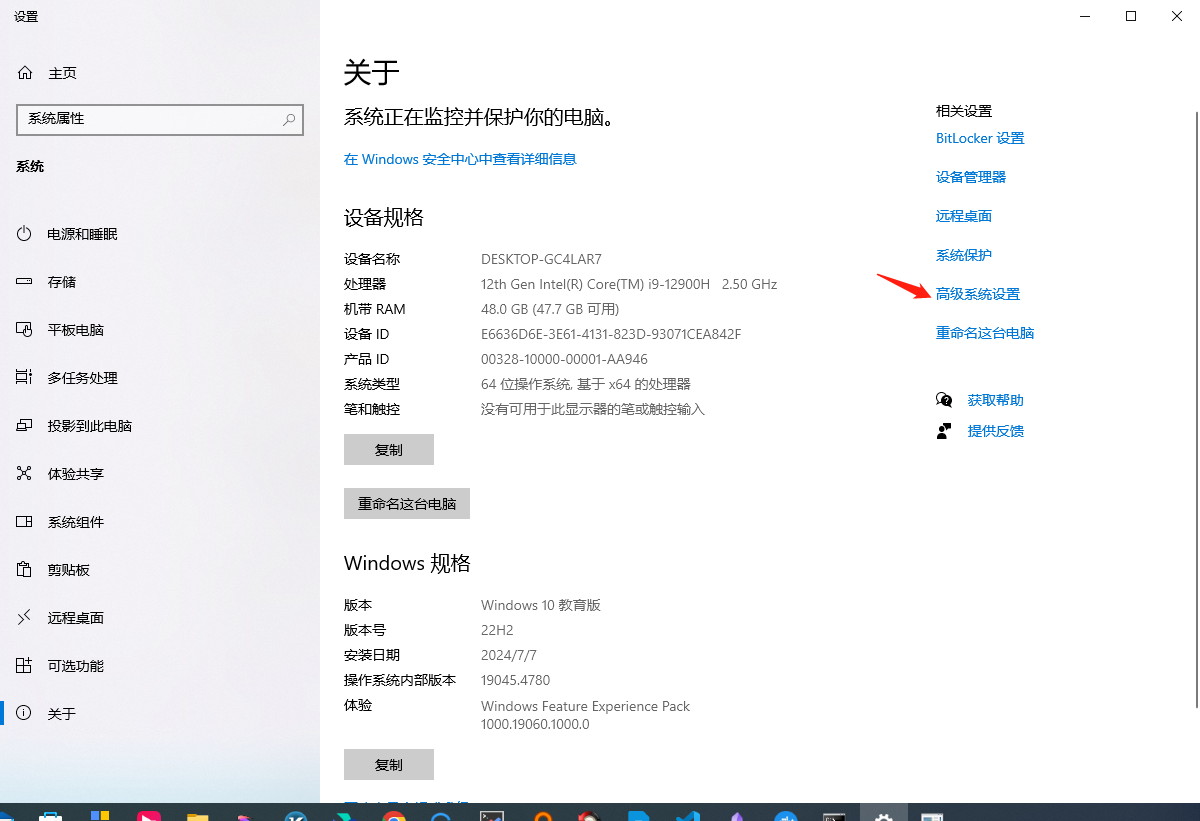 设置
主页
系统属性
系统
电源和睡眠
存储
平板电脑
多任务处理
投影到此电脑
体验共享
系统组件
剪贴板
远程桌面
可选功能
关于
关于
系统正在监控并保护你的电脑。
在 Windows 安全中心中查看详细信息
设备规格
设备名称 DESKTOP-GC4LAR7
处理器 12th Gen Intel(R) Core(TM) i9-12900H 2.50 GHz
机带 RAM 48.0 GB (47.7 GB 可用)
设备 ID E6636D6E-3E61-4131-823D-93071CEA842F
产品 ID 00328-10000-00001-AA946
系统类型 64 位操作系统, 基于 x64 的处理器
笔和触控 没有可用于此显示器的笔或触控输入
复制
重命名这台电脑
Windows 规格
版本 Windows 10 教育版
版本号 22H2
安装日期 2024/7/7
操作系统内部版本 19045.4780
体验 Windows Feature Experience Pack
1000.19060.1000.0
复制
相关设置
BitLocker 设置
设备管理器
远程桌面
系统保护
高级系统设置
重命名这台电脑
获取帮助
提供反馈